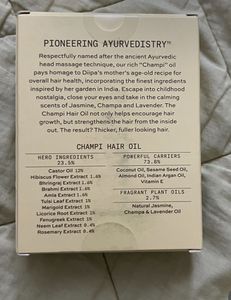 PIONEERING AYURVEDISTRY™
Respectfully named after the ancient Ayurvedic
head massage technique, our rich "Champi" oil
pays homage to Diipa's mother's age-old recipe for
overall hair health, incorporating the finest ingredients
inspired by her garden in India. Escape into childhood
nostalgia, close your eyes and take in the calming
scents of Jasmine, Champa and Lavender. The
Champi Hair Oil not only helps encourage hair
growth, but strengthens the hair from the inside
out. The result? Thicker, fuller looking hair.
CHAMPI HAIR OIL
HERO INGREDIENTS
23.5%
Castor Oil 12%
Hibiscus Flower Extract 1.6%
Bhringraj Extract 1.6%
Brahmi Extract 1.6%
Amla Extract 1.6%
Tulsi Leaf Extract 1%
Marigold Extract 1%
Licorice Root Extract 1%
Fenugreek Extract 1%
Neem Leaf Extract 0.4%
Rosemary Extract 0.4%
POWERFUL CARRIERS
73.8%
Coconut Oil, Sesame Seed Oil,
Almond Oil, Indian Argan Oil,
Vitamin E
FRAGRANT PLANT OILS
2.7%
Natural Jasmine,
Champa & Lavender Oil